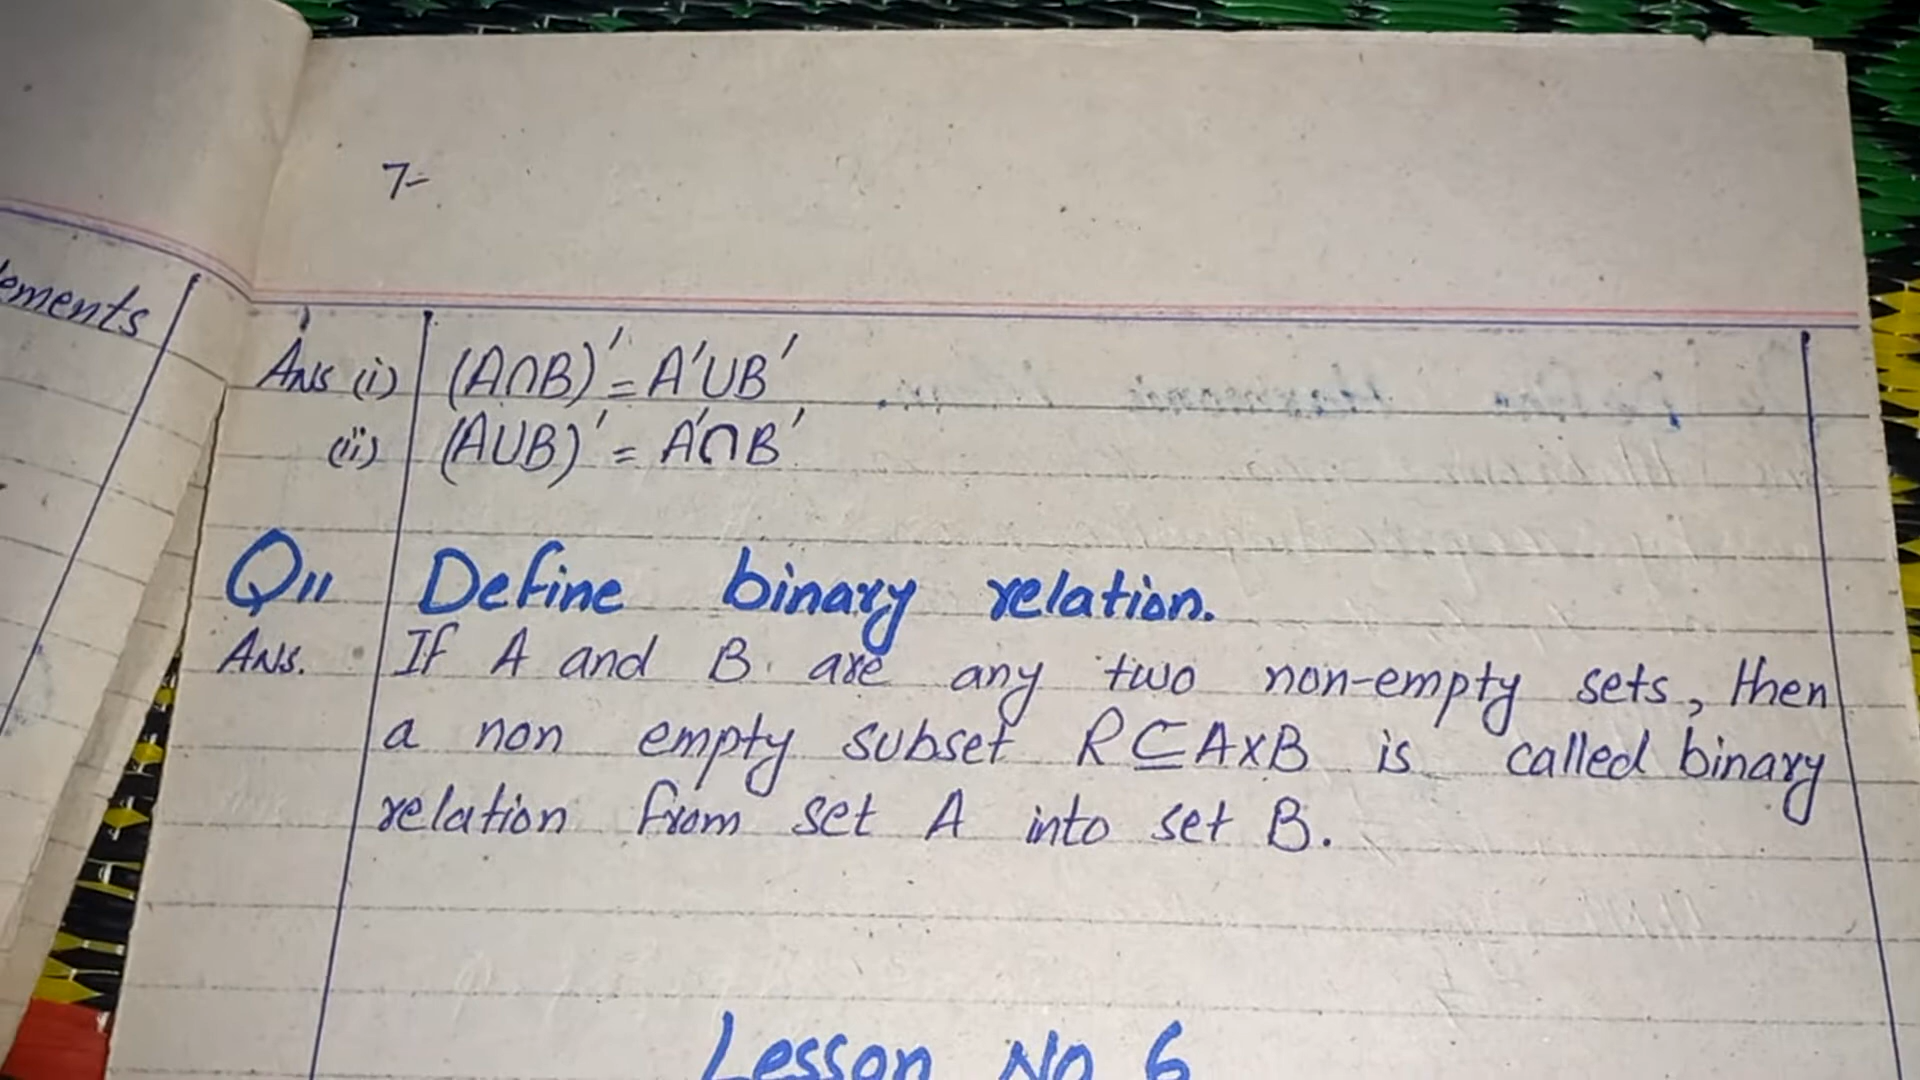 7-
ements
Ans (i) (A∩B)' = A'∪B'
(ii) (A∪B)' = A'∩B'
Q11 Define binary relation.
Ans. If A and B are any two non-empty sets, then
a non empty subset R⊆A×B is called binary
relation from set A into set B.
Lesson No 6